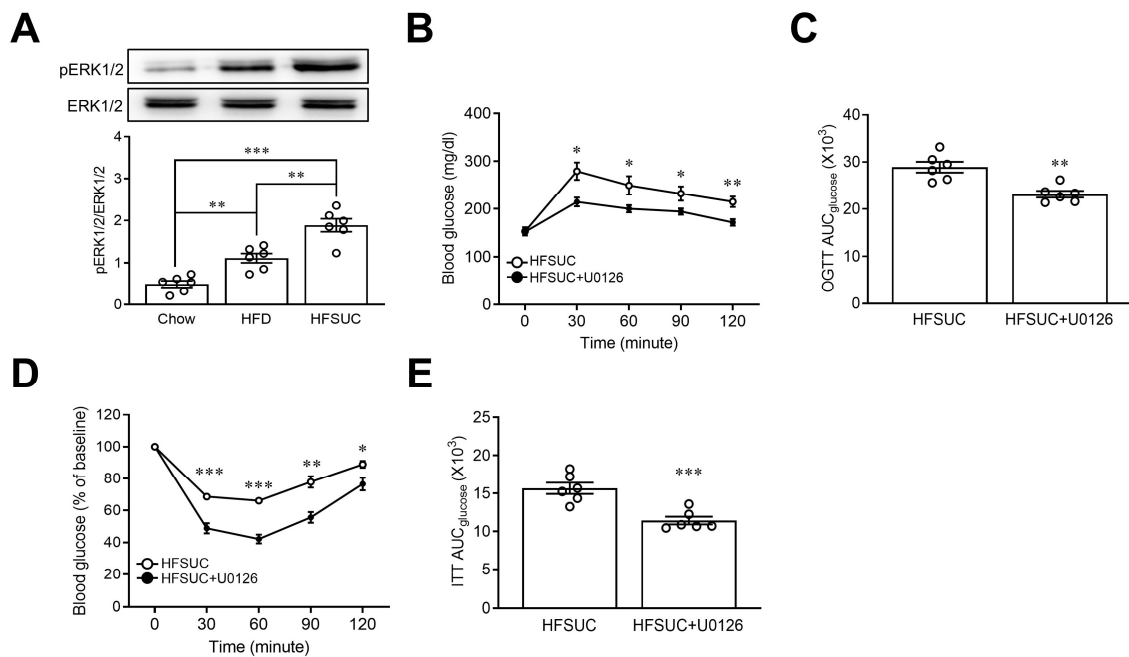 A
pERK1/2
ERK1/2
pERK1/2/ERK1/2
4
3
2
1
0
***
**
**
Chow HFD HFSUC
B
Blood glucose (mg/dl)
400
300
200
100
0
* * * **
HFSUC
HFSUC+U0126
0 30 60 90 120
Time (minute)
C
OGTT AUCglucose (X10³)
40
30
20
10
0
**
HFSUC HFSUC+U0126
D
Blood glucose (% of baseline)
120
100
80
60
40
20
0
*** *** ** *
HFSUC
HFSUC+U0126
0 30 60 90 120
Time (minute)
E
ITT AUCglucose (X10³)
25
20
15
10
5
0
***
HFSUC HFSUC+U0126